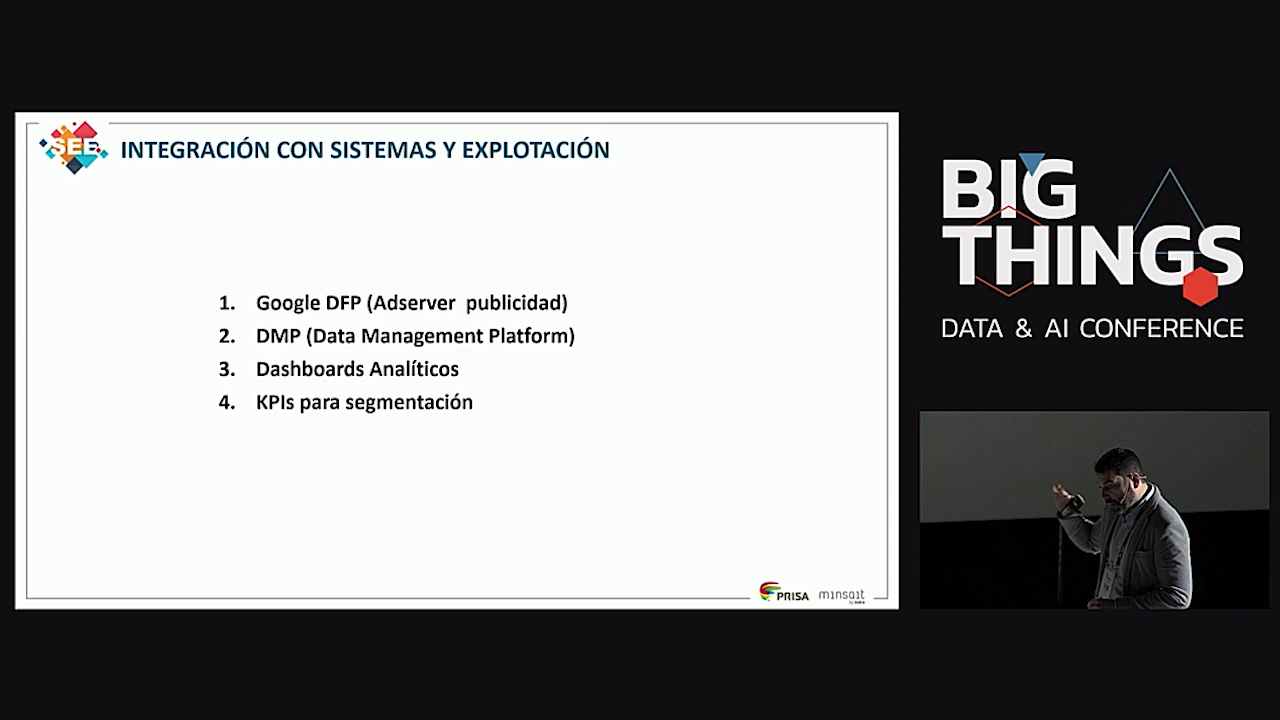 SEE
INTEGRACIÓN CON SISTEMAS Y EXPLOTACIÓN
1. Google DFP (Adserver publicidad)
2. DMP (Data Management Platform)
3. Dashboards Analíticos
4. KPIs para segmentación
PRISA
minsait
BIG
THINGS
DATA & AI CONFERENCE